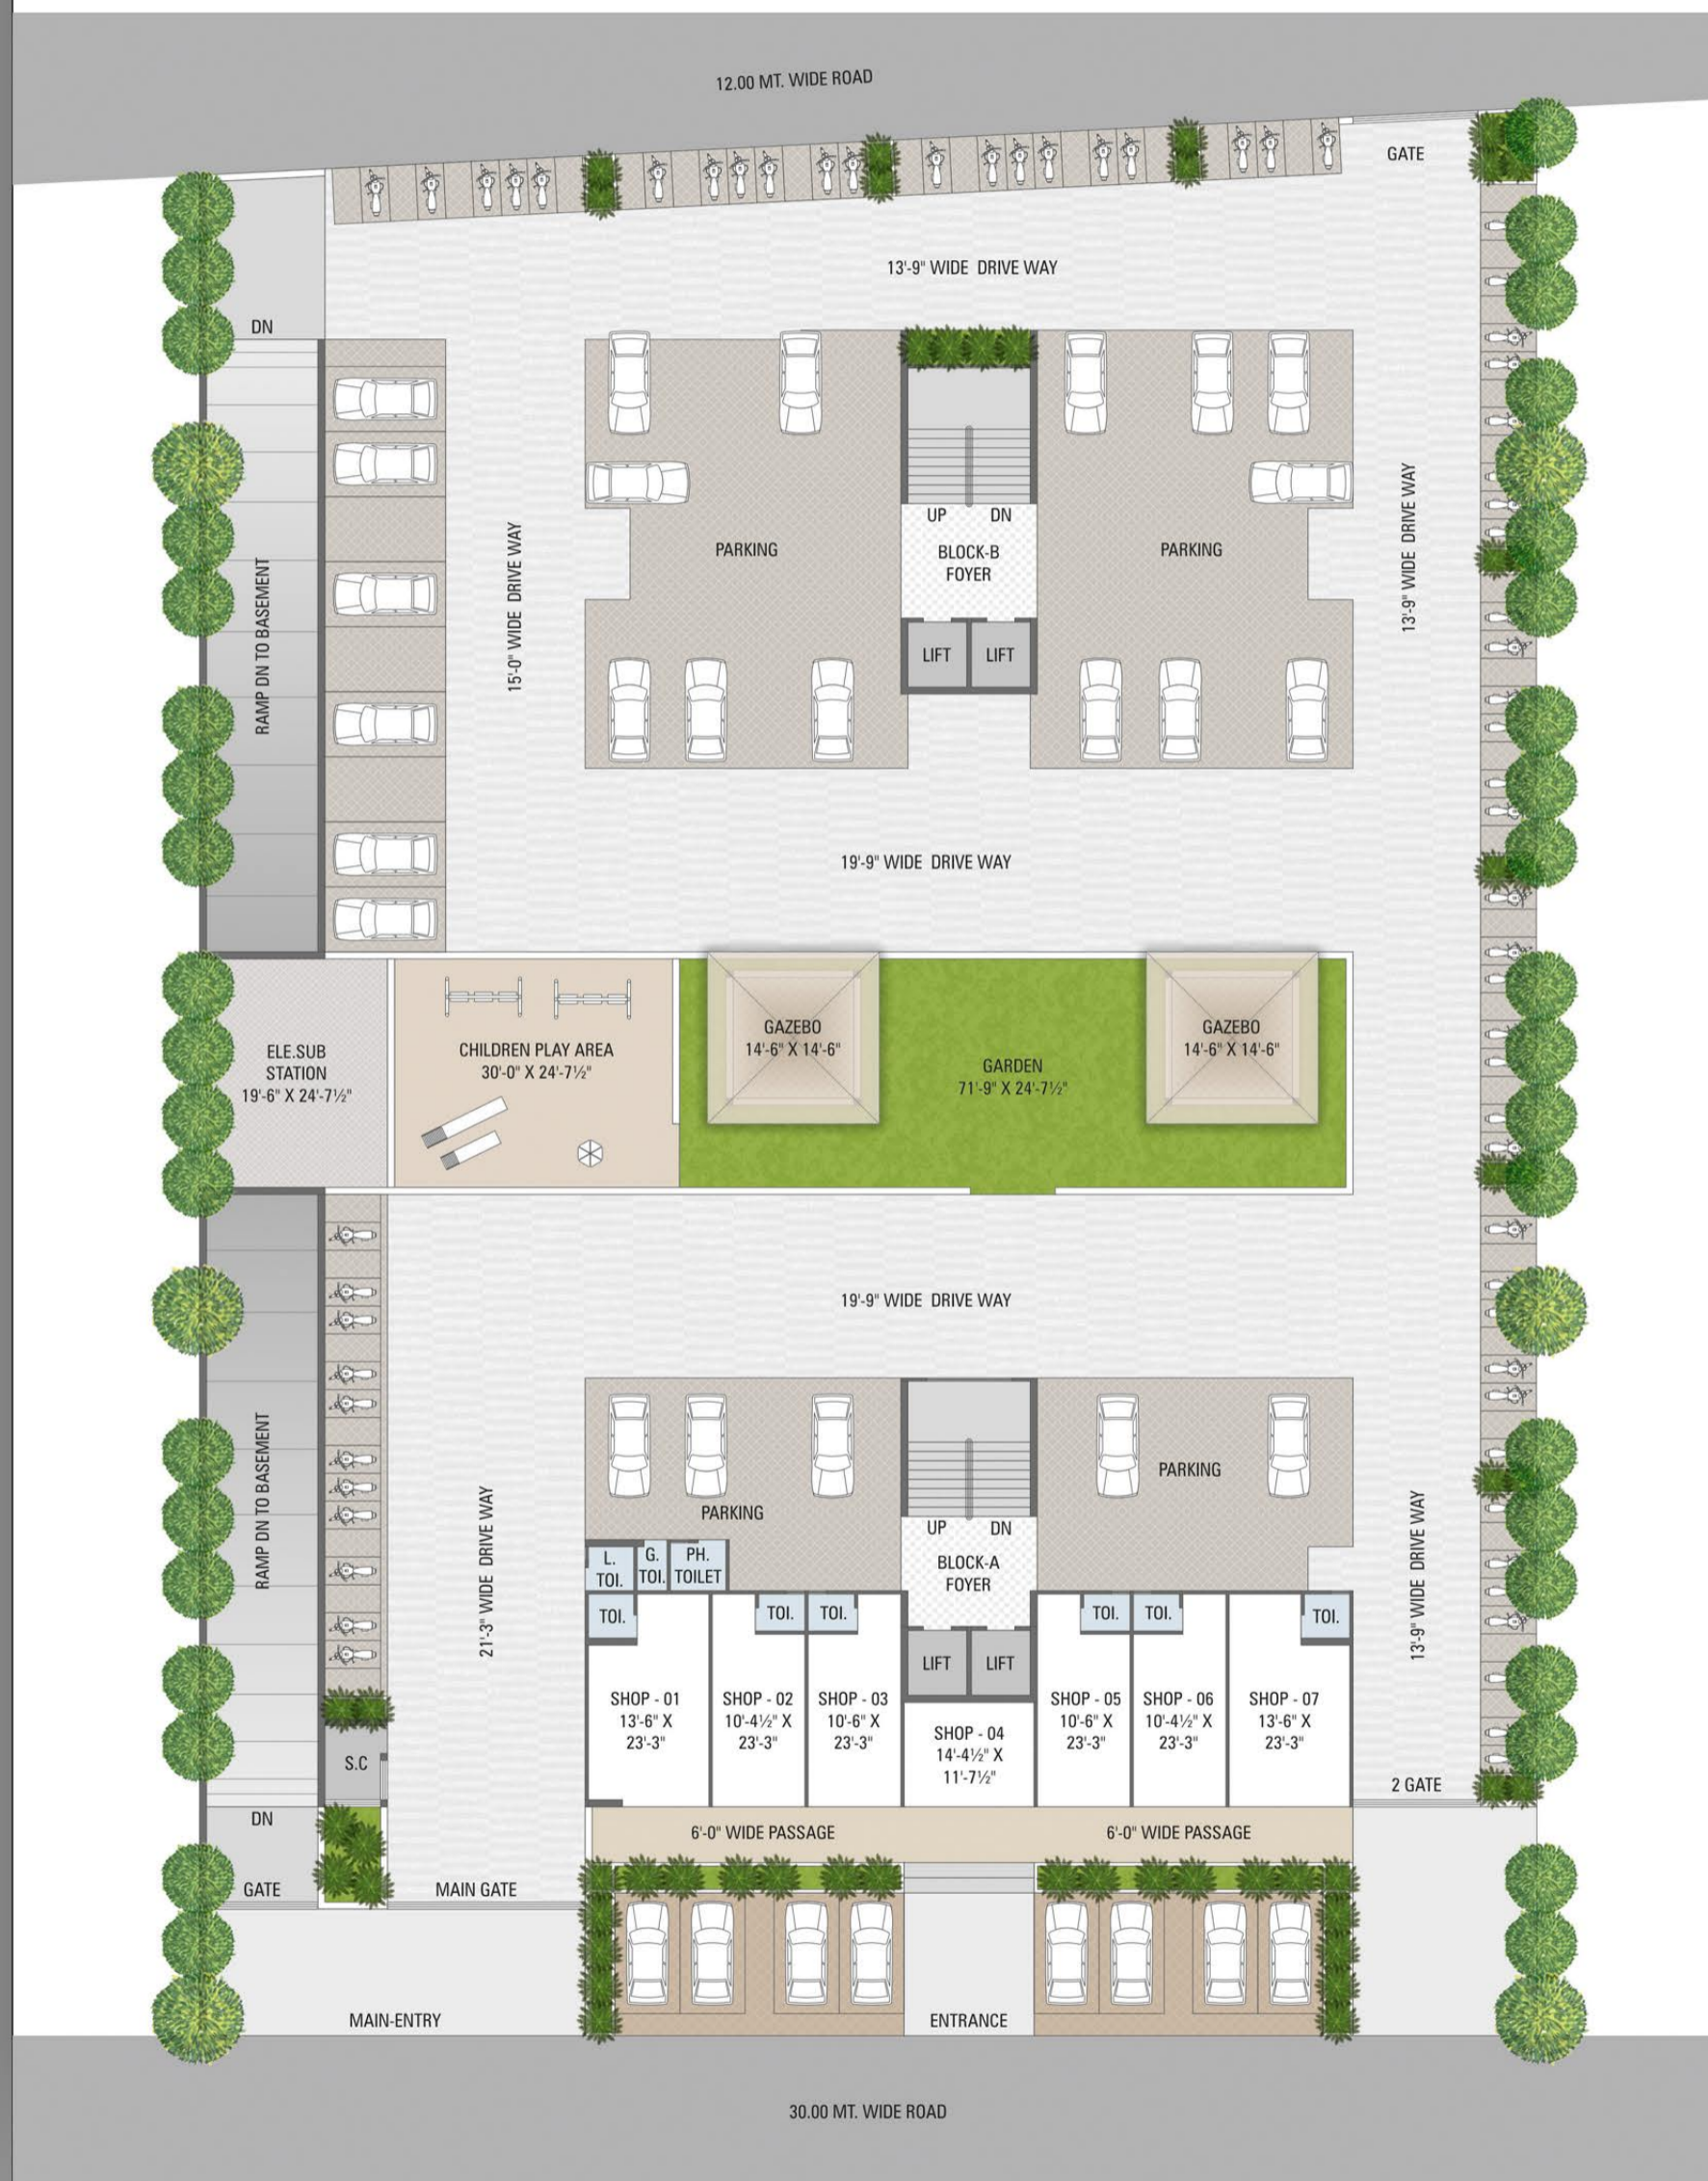 12.00 MT. WIDE ROAD
GATE
13'-9" WIDE DRIVE WAY
DN
RAMP DN TO BASEMENT
15'-0" WIDE DRIVE WAY
PARKING
UP DN
BLOCK-B
FOYER
LIFT LIFT
PARKING
13'-9" WIDE DRIVE WAY
19'-9" WIDE DRIVE WAY
ELE.SUB
STATION
19'-6" X 24'-7½"
CHILDREN PLAY AREA
30'-0" X 24'-7½"
GAZEBO
14'-6" X 14'-6"
GARDEN
71'-9" X 24'-7½"
GAZEBO
14'-6" X 14'-6"
19'-9" WIDE DRIVE WAY
RAMP DN TO BASEMENT
21'-3" WIDE DRIVE WAY
PARKING
PARKING
UP DN
BLOCK-A
FOYER
LIFT LIFT
13'-9" WIDE DRIVE WAY
L.
TOI.
G.
TOI.
PH.
TOILET
TOI.
TOI.
TOI.
TOI.
TOI.
TOI.
SHOP - 01
13'-6" X
23'-3"
SHOP - 02
10'-4½" X
23'-3"
SHOP - 03
10'-6" X
23'-3"
SHOP - 04
14'-4½" X
11'-7½"
SHOP - 05
10'-6" X
23'-3"
SHOP - 06
10'-4½" X
23'-3"
SHOP - 07
13'-6" X
23'-3"
S.C
2 GATE
DN
6'-0" WIDE PASSAGE
6'-0" WIDE PASSAGE
GATE
MAIN GATE
MAIN-ENTRY
ENTRANCE
30.00 MT. WIDE ROAD